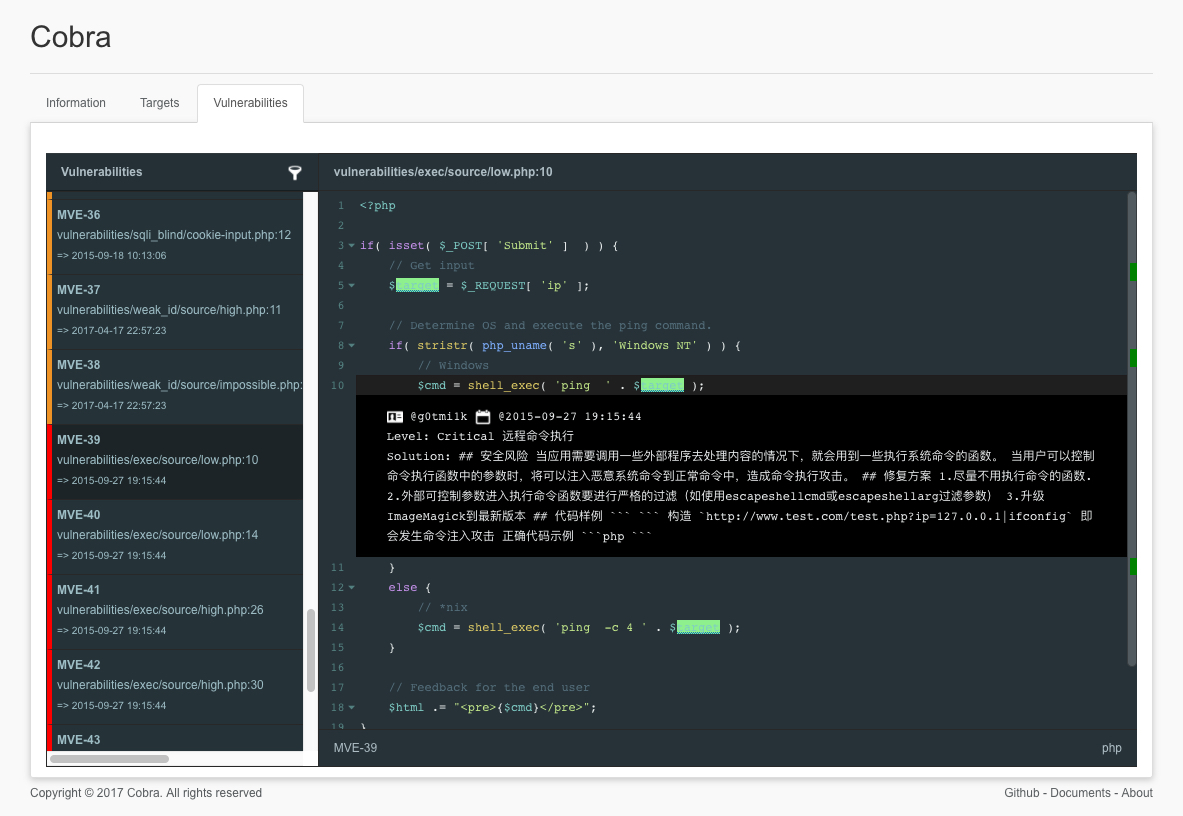 Cobra
Information Targets Vulnerabilities
Vulnerabilities
MVE-36
vulnerabilities/sqli_blind/cookie-input.php:12
=> 2015-09-18 10:13:06
MVE-37
vulnerabilities/weak_id/source/high.php:11
=> 2017-04-17 22:57:23
MVE-38
vulnerabilities/weak_id/source/impossible.php:
=> 2017-04-17 22:57:23
MVE-39
vulnerabilities/exec/source/low.php:10
=> 2015-09-27 19:15:44
MVE-40
vulnerabilities/exec/source/low.php:14
=> 2015-09-27 19:15:44
MVE-41
vulnerabilities/exec/source/high.php:26
=> 2015-09-27 19:15:44
MVE-42
vulnerabilities/exec/source/high.php:30
=> 2015-09-27 19:15:44
MVE-43
vulnerabilities/exec/source/low.php:10
1 <?php
2
3 if( isset( $_POST[ 'Submit' ]  ) ) {
4     // Get input
5     $target = $_REQUEST[ 'ip' ];
6
7     // Determine OS and execute the ping command.
8     if( stristr( php_uname( 's' ), 'Windows NT' ) ) {
9         // Windows
10         $cmd = shell_exec( 'ping  ' . $target );
@g0tmi1k @2015-09-27 19:15:44
Level: Critical 远程命令执行
Solution: ## 安全风险 当应用需要调用一些外部程序去处理内容的情况下，就会用到一些执行系统命令的函数。 当用户可以控制
命令执行函数中的参数时，将可以注入恶意系统命令到正常命令中，造成命令执行攻击。 ## 修复方案 1.尽量不用执行命令的函数.
2.外部可控制参数进入执行命令函数要进行严格的过滤（如使用escapeshellcmd或escapeshellarg过滤参数） 3.升级
ImageMagick到最新版本 ## 代码样例 ``` ``` 构造 `http://www.test.com/test.php?ip=127.0.0.1|ifconfig` 即
会发生命令注入攻击 正确代码示例 ```php ```
11     }
12     else {
13         // *nix
14         $cmd = shell_exec( 'ping  -c 4 ' . $target );
15     }
16
17     // Feedback for the end user
18     $html .= "<pre>{$cmd}</pre>";
19 }
MVE-39 php
Copyright © 2017 Cobra. All rights reserved
Github - Documents - About